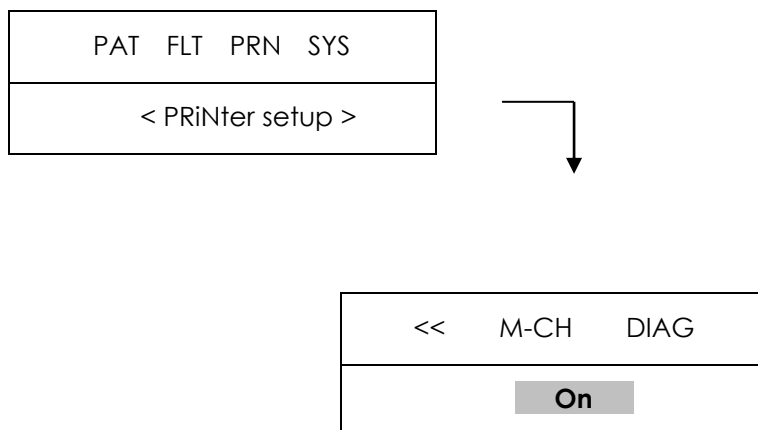 PAT FLT PRN SYS
< PRiNter setup >
<< M-CH DIAG
On